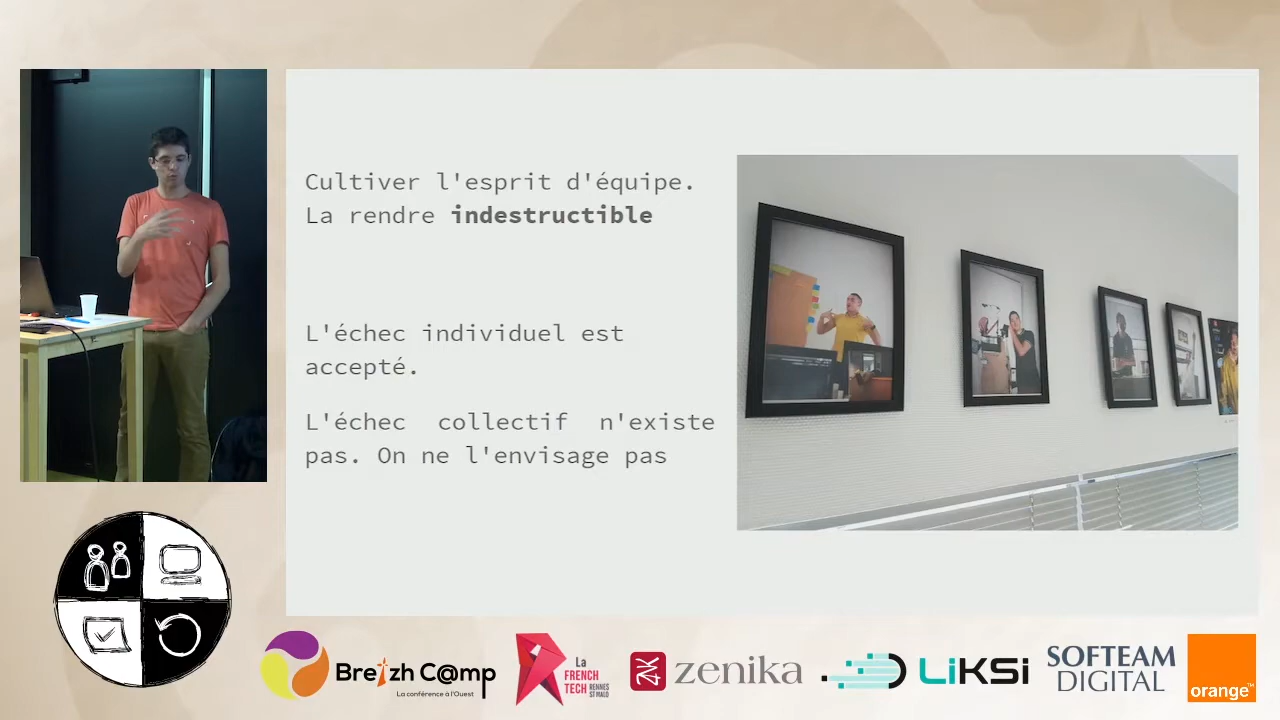 Cultiver l'esprit d'équipe.
La rendre indestructible
L'échec individuel est
accepté.
L'échec collectif n'existe
pas. On ne l'envisage pas
Breizh C@mp
La conférence à l'Ouest
La
FRENCH
TECH
RENNES
ST MALO
zenika
LiKSi
SOFTEAM
DIGITAL
orange™